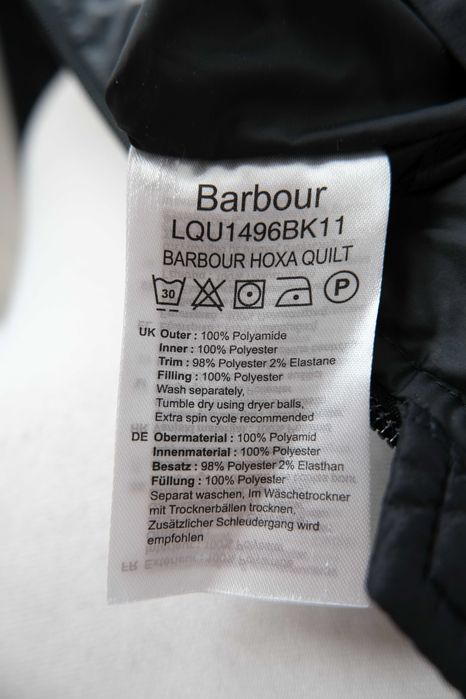 Barbour
LQU1496BK11
BARBOUR HOXA QUILT
30 P
UK Outer : 100% Polyamide
Inner : 100% Polyester
Trim : 98% Polyester 2% Elastane
Filling : 100% Polyester
Wash separately,
Tumble dry using dryer balls,
Extra spin cycle recommended
DE Obermaterial : 100% Polyamid
Innenmaterial : 100% Polyester
Besatz : 98% Polyester 2% Elasthan
Füllung : 100% Polyester
Separat waschen, Im Wäschetrockner
mit Trocknerbällen trocknen,
Zusätzlicher Schleudergang wird
empfohlen